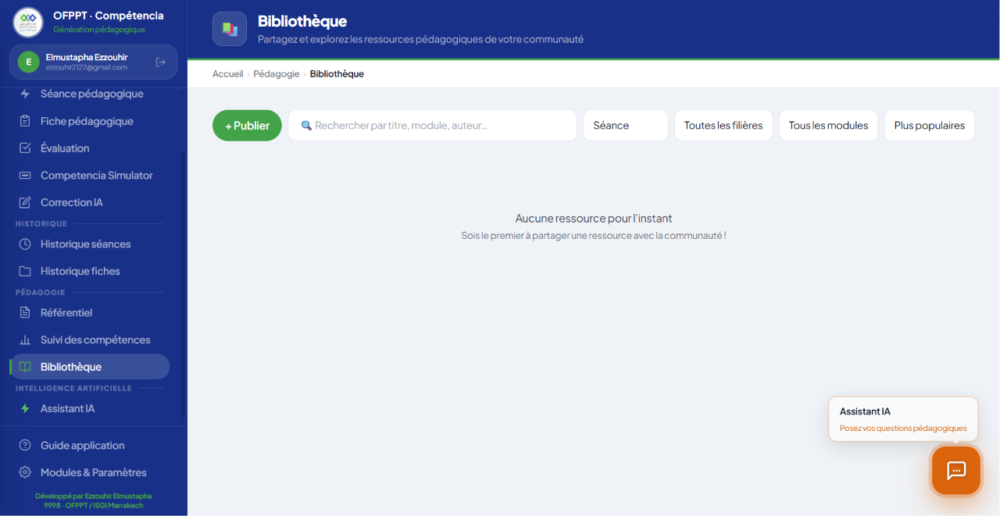 OFPPT · Compétencia
Génération pédagogique
E
Elmustapha Ezzouhir
ezzouhir2122@gmail.com
Séance pédagogique
Fiche pédagogique
Évaluation
Competencia Simulator
Correction IA
HISTORIQUE
Historique séances
Historique fiches
PÉDAGOGIE
Référentiel
Suivi des compétences
Bibliothèque
INTELLIGENCE ARTIFICIELLE
Assistant IA
Guide application
Modules & Paramètres
Développé par Ezzouhir Elmustapha
9998 · OFPPT / ISGI Marrakech
Bibliothèque
Partagez et explorez les ressources pédagogiques de votre communauté
Accueil › Pédagogie › Bibliothèque
+ Publier
Rechercher par titre, module, auteur...
Séance
Toutes les filières
Tous les modules
Plus populaires
Aucune ressource pour l'instant
Sois le premier à partager une ressource avec la communauté !
Assistant IA
Posez vos questions pédagogiques